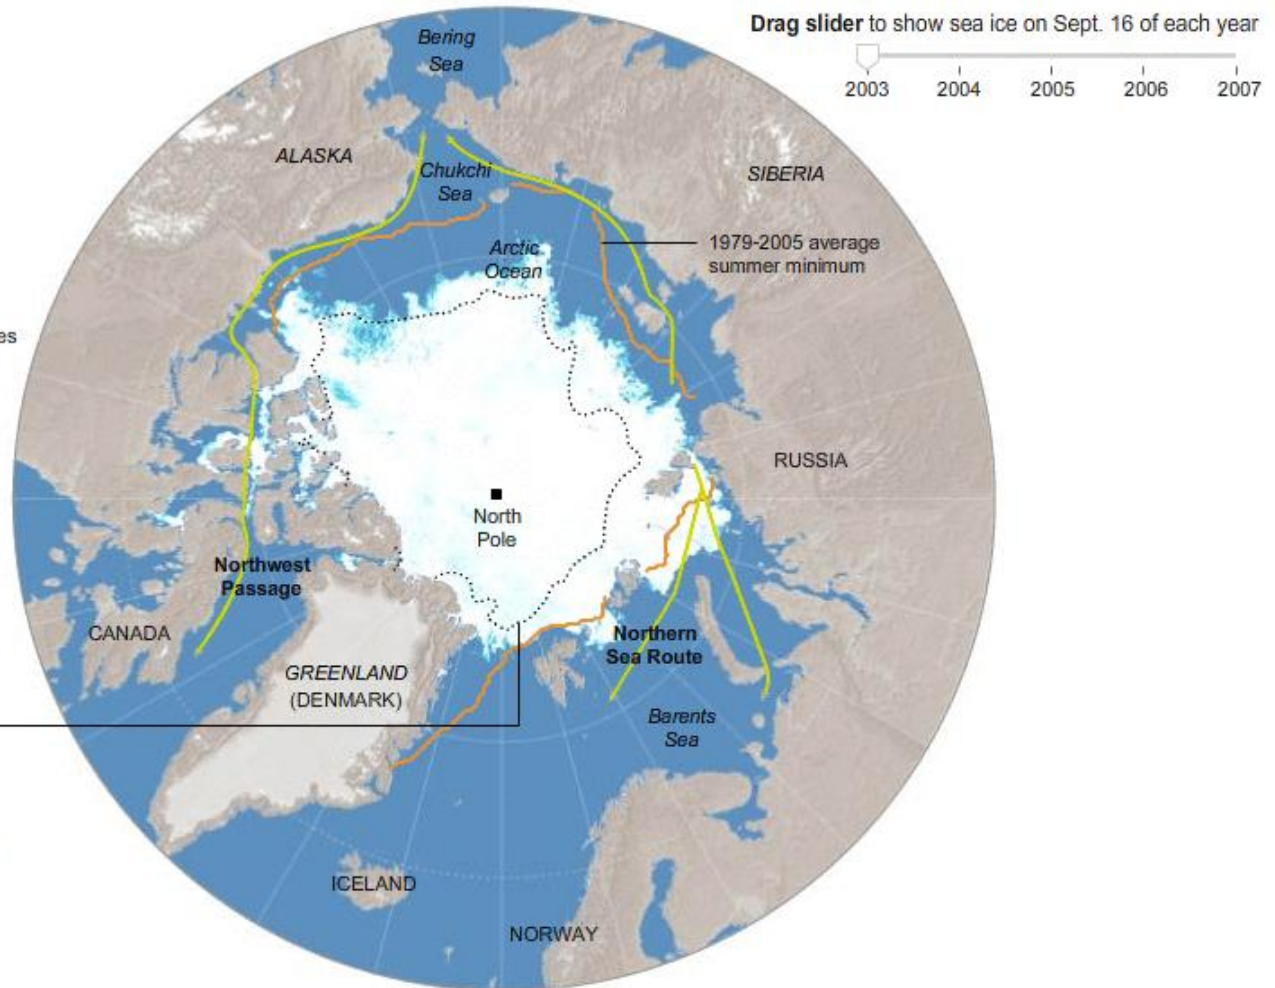 Drag slider to show sea ice on Sept. 16 of each year
2003 2004 2005 2006 2007
Bering
Sea
ALASKA
Chukchi
Sea
SIBERIA
Arctic
Ocean
1979-2005 average
summer minimum
es
RUSSIA
North
Pole
Northwest
Passage
CANADA
Northern
Sea Route
GREENLAND
(DENMARK)
Barents
Sea
ICELAND
NORWAY